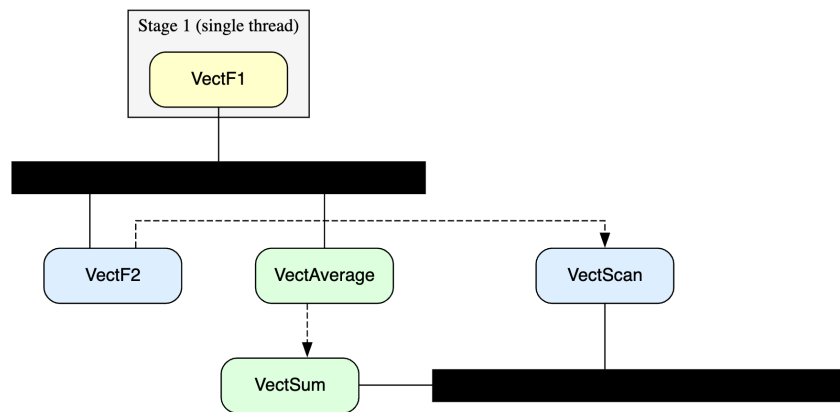 Stage 1 (single thread)
VectF1
VectF2
VectAverage
VectScan
VectSum